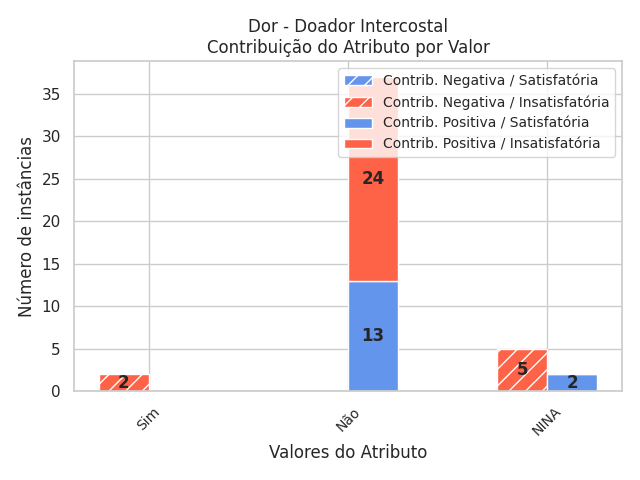 Dor - Doador Intercostal
Contribuição do Atributo por Valor
Contrib. Negativa / Satisfatória
Contrib. Negativa / Insatisfatória
Contrib. Positiva / Satisfatória
Contrib. Positiva / Insatisfatória
Número de instâncias
35
30
25
20
15
10
5
0
24
13
2
5
2
Sim
Não
NINA
Valores do Atributo